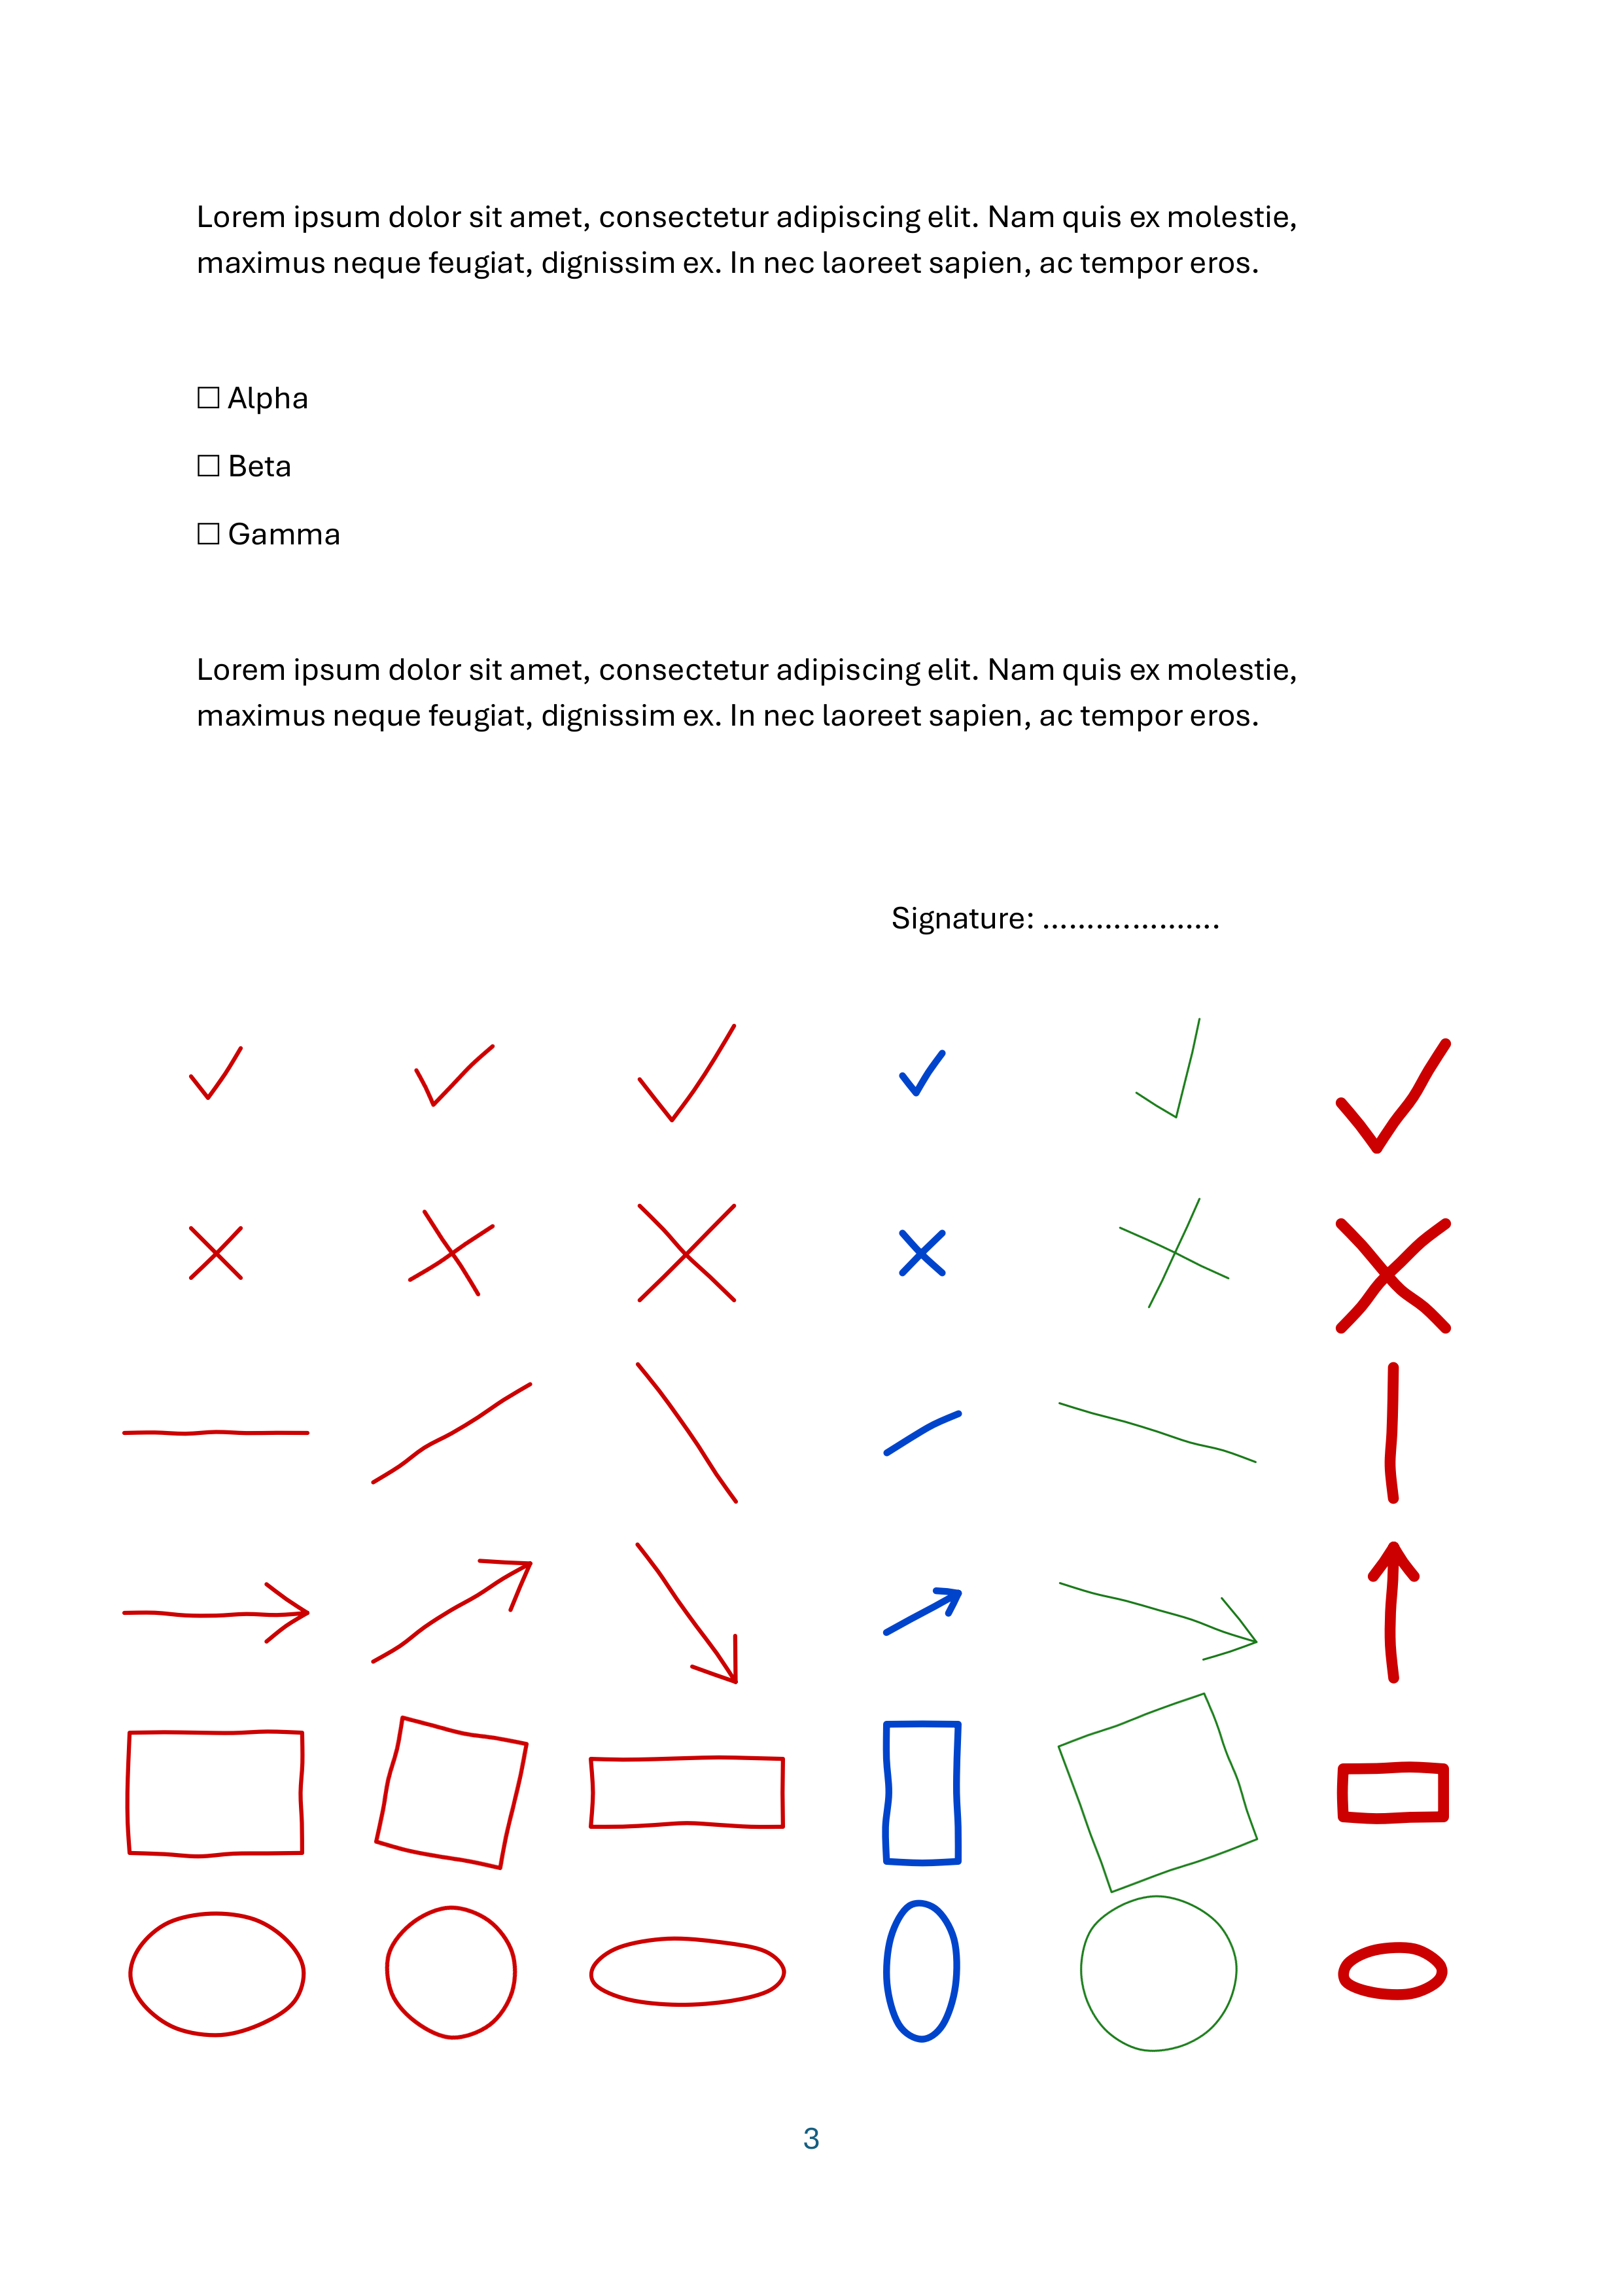 Lorem ipsum dolor sit amet, consectetur adipiscing elit. Nam quis ex molestie,
maximus neque feugiat, dignissim ex. In nec laoreet sapien, ac tempor eros.
☐ Alpha
☐ Beta
☐ Gamma
Lorem ipsum dolor sit amet, consectetur adipiscing elit. Nam quis ex molestie,
maximus neque feugiat, dignissim ex. In nec laoreet sapien, ac tempor eros.
Signature: ....................
3